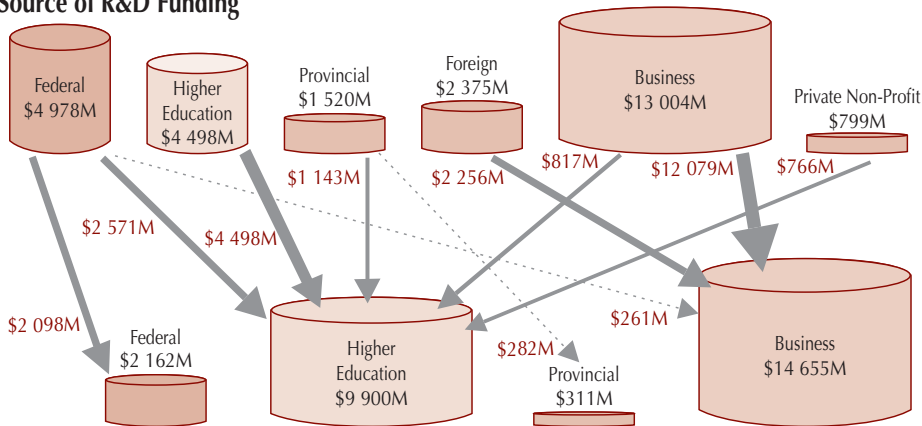 Source of R&D Funding
Federal
$4 978M
Higher
Education
$4 498M
Provincial
$1 520M
Foreign
$2 375M
Business
$13 004M
Private Non-Profit
$799M
$1 143M
$2 256M
$817M
$12 079M
$766M
$2 571M
$4 498M
$2 098M
$282M
$261M
Federal
$2 162M
Higher
Education
$9 900M
Provincial
$311M
Business
$14 655M